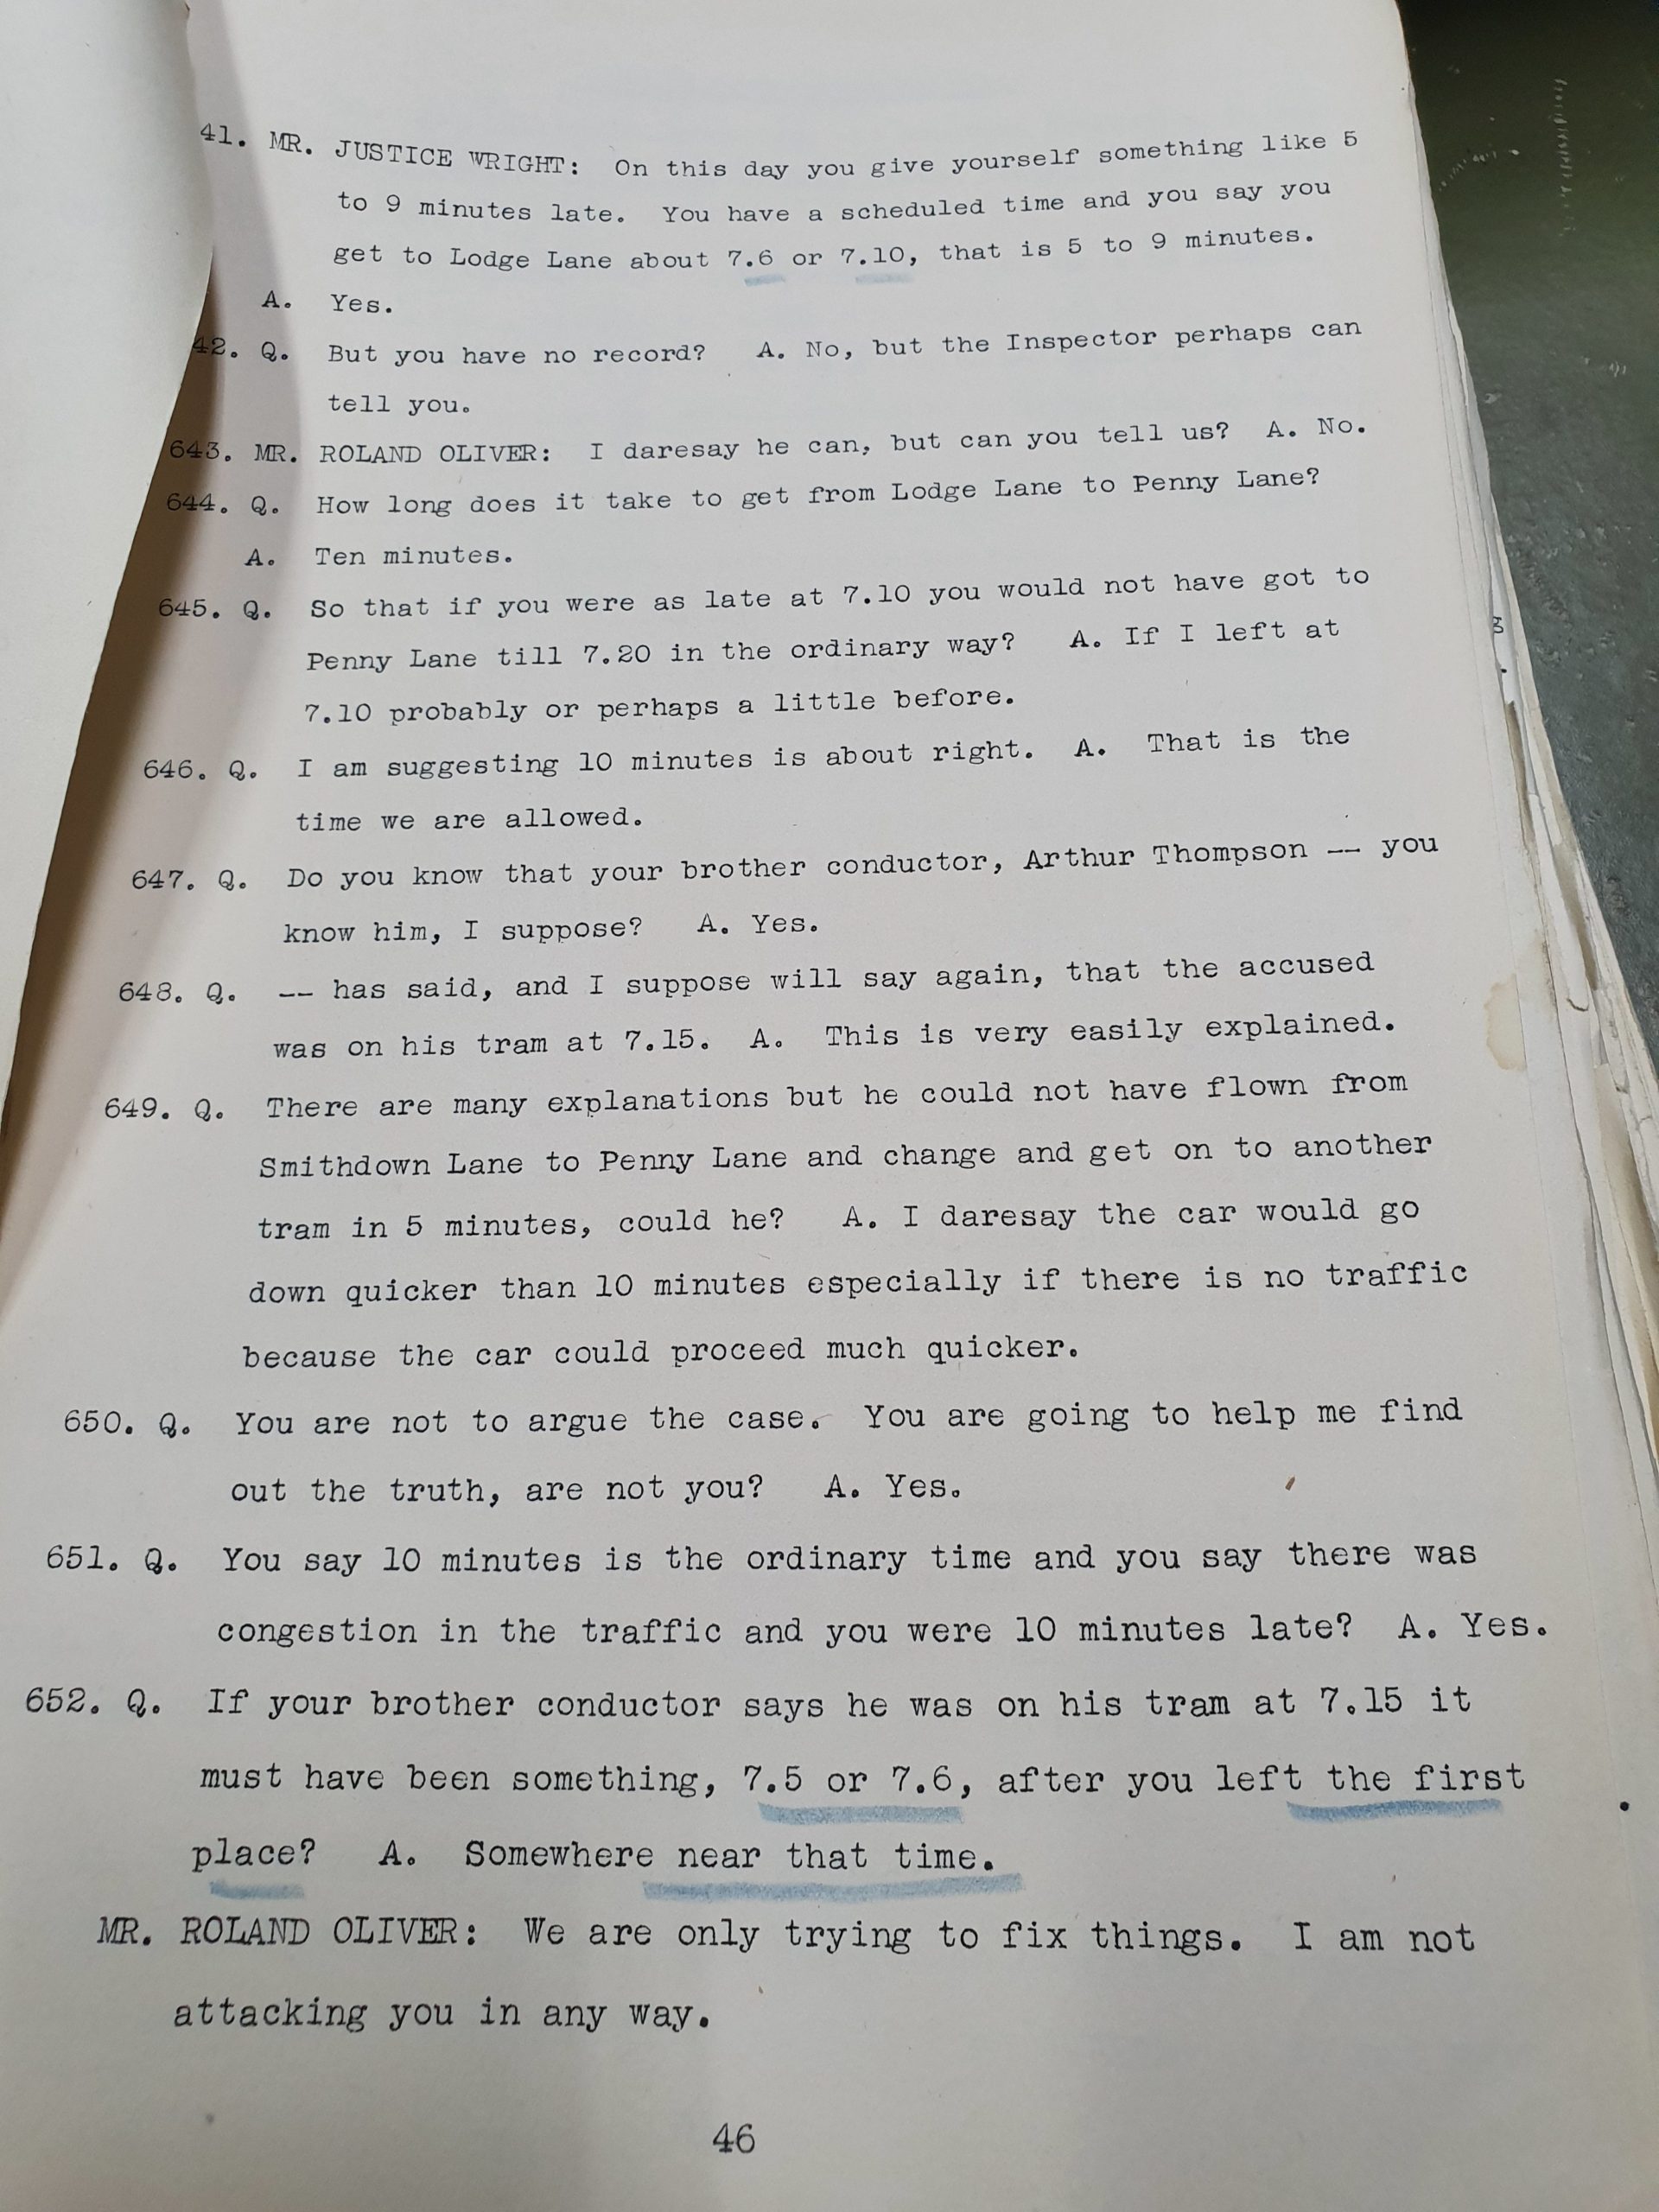 41. MR. JUSTICE WRIGHT: On this day you give yourself something like 5
to 9 minutes late. You have a scheduled time and you say you
get to Lodge Lane about 7.6 or 7.10, that is 5 to 9 minutes.
A. Yes.
42. Q. But you have no record? A. No, but the Inspector perhaps can
tell you.
643. MR. ROLAND OLIVER: I daresay he can, but can you tell us? A. No.
644. Q. How long does it take to get from Lodge Lane to Penny Lane?
A. Ten minutes.
645. Q. So that if you were as late at 7.10 you would not have got to
Penny Lane till 7.20 in the ordinary way? A. If I left at
7.10 probably or perhaps a little before.
646. Q. I am suggesting 10 minutes is about right. A. That is the
time we are allowed.
647. Q. Do you know that your brother conductor, Arthur Thompson -- you
know him, I suppose? A. Yes.
648. Q. -- has said, and I suppose will say again, that the accused
was on his tram at 7.15. A. This is very easily explained.
649. Q. There are many explanations but he could not have flown from
Smithdown Lane to Penny Lane and change and get on to another
tram in 5 minutes, could he? A. I daresay the car would go
down quicker than 10 minutes especially if there is no traffic
because the car could proceed much quicker.
650. Q. You are not to argue the case. You are going to help me find
out the truth, are not you? A. Yes.
651. Q. You say 10 minutes is the ordinary time and you say there was
congestion in the traffic and you were 10 minutes late? A. Yes.
652. Q. If your brother conductor says he was on his tram at 7.15 it
must have been something, 7.5 or 7.6, after you left the first
place? A. Somewhere near that time.
MR. ROLAND OLIVER: We are only trying to fix things. I am not
attacking you in any way.
46